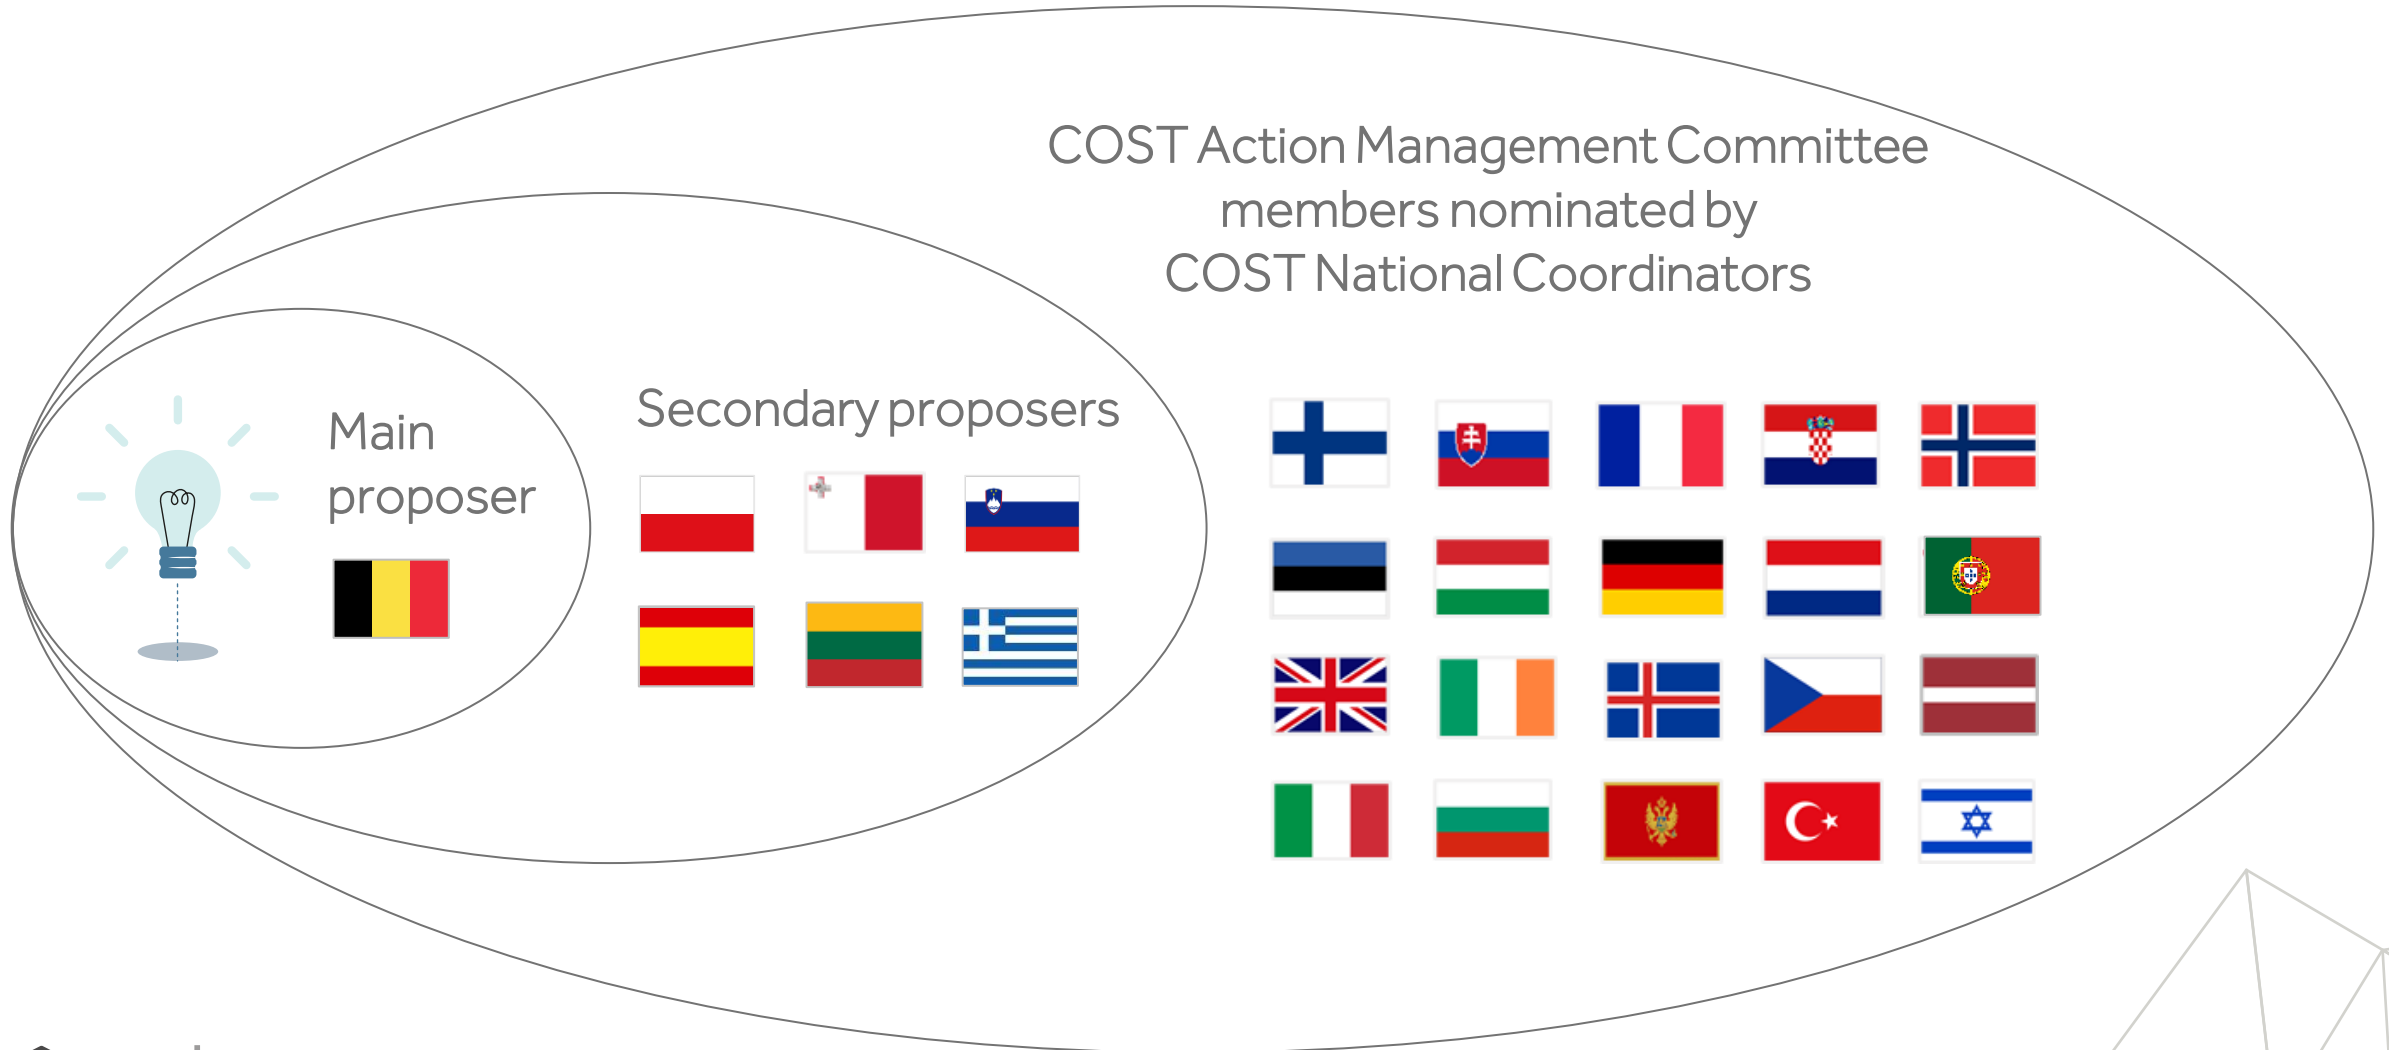 COST Action Management Committee
members nominated by
COST National Coordinators
Main
proposer
Secondary proposers